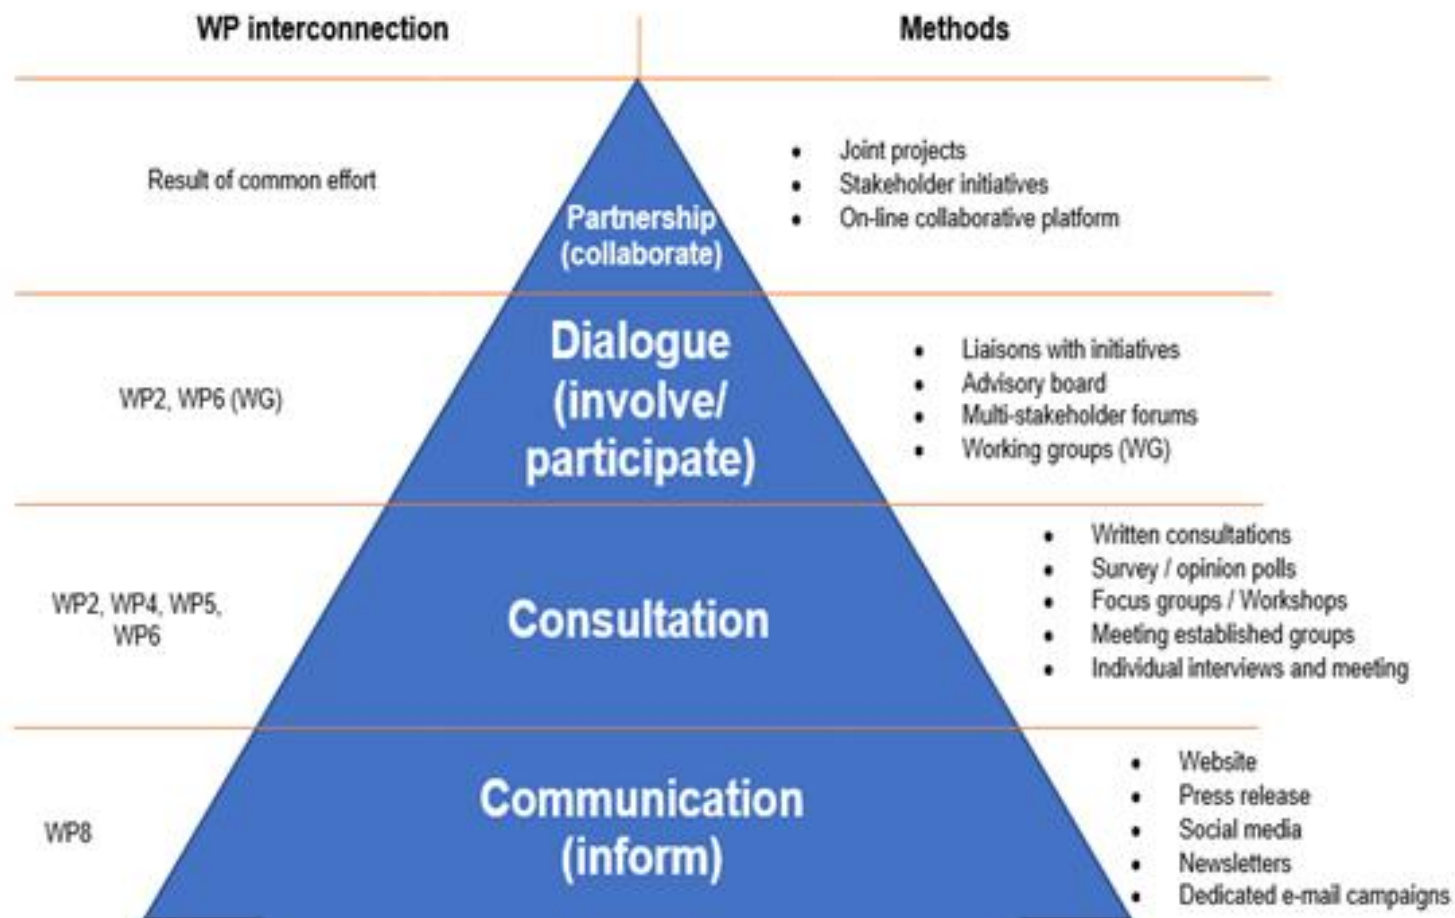 WP interconnection
Methods
Result of common effort
Partnership
(collaborate)
• Joint projects
• Stakeholder initiatives
• On-line collaborative platform
WP2, WP6 (WG)
Dialogue
(involve/
participate)
• Liaisons with initiatives
• Advisory board
• Multi-stakeholder forums
• Working groups (WG)
WP2, WP4, WP5,
WP6
Consultation
• Written consultations
• Survey / opinion polls
• Focus groups / Workshops
• Meeting established groups
• Individual interviews and meeting
WP8
Communication
(inform)
• Website
• Press release
• Social media
• Newsletters
• Dedicated e-mail campaigns